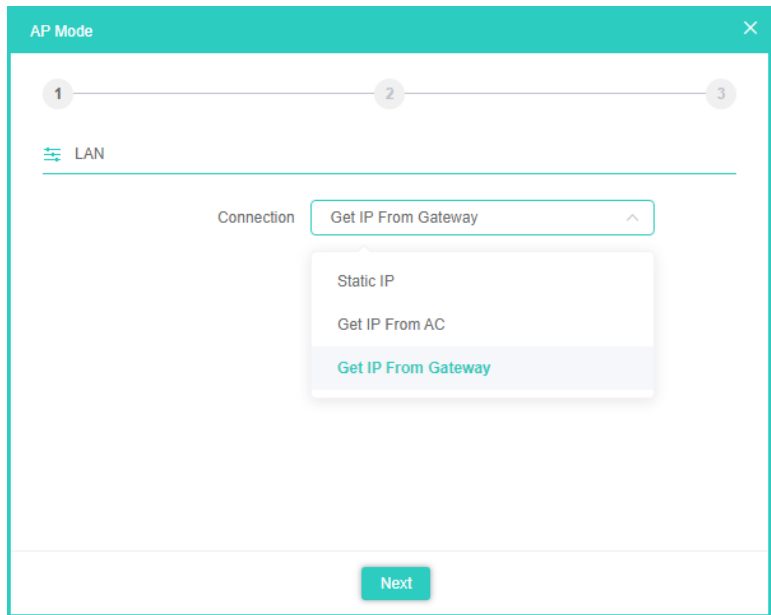 AP Mode
1 2 3
LAN
Connection Get IP From Gateway
Static IP
Get IP From AC
Get IP From Gateway
Next